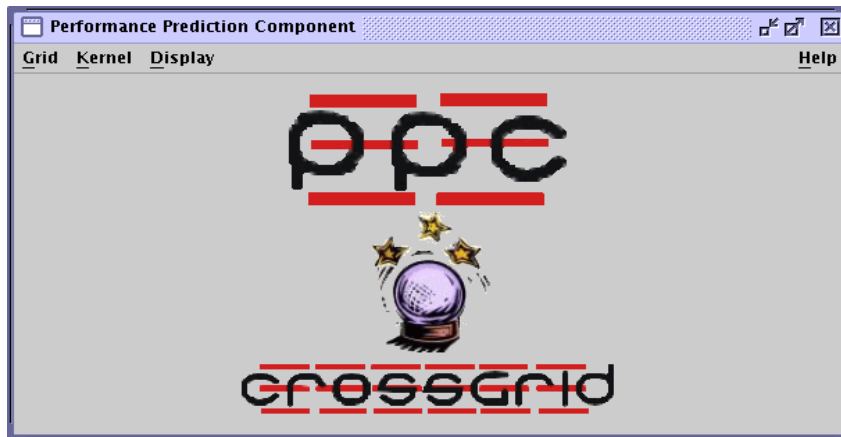 Performance Prediction Component
Grid Kernel Display Help
ppc
crossGrid